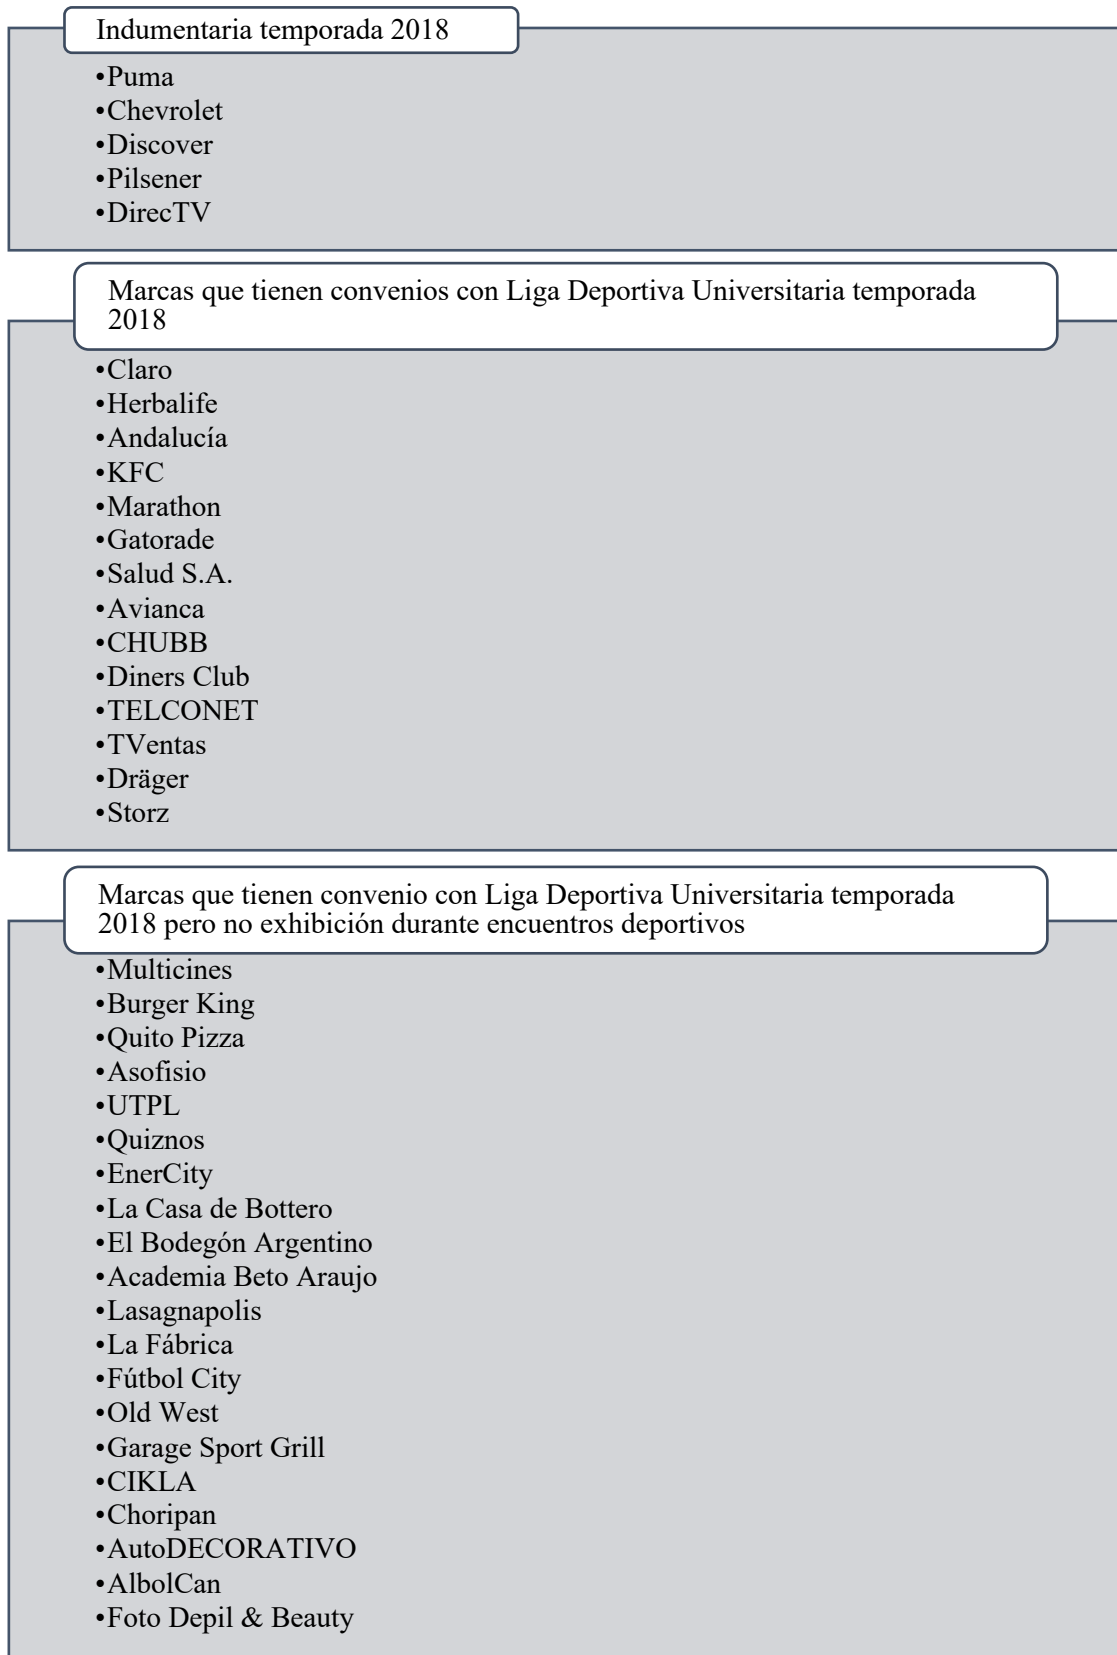 Indumentaria temporada 2018
•Puma
•Chevrolet
•Discover
•Pilsener
•DirecTV
Marcas que tienen convenios con Liga Deportiva Universitaria temporada
2018
•Claro
•Herbalife
•Andalucía
•KFC
•Marathon
•Gatorade
•Salud S.A.
•Avianca
•CHUBB
•Diners Club
•TELCONET
•TVentas
•Dräger
•Storz
Marcas que tienen convenio con Liga Deportiva Universitaria temporada
2018 pero no exhibición durante encuentros deportivos
•Multicines
•Burger King
•Quito Pizza
•Asofisio
•UTPL
•Quiznos
•EnerCity
•La Casa de Bottero
•El Bodegón Argentino
•Academia Beto Araujo
•Lasagnapolis
•La Fábrica
•Fútbol City
•Old West
•Garage Sport Grill
•CIKLA
•Choripan
•AutoDECORATIVO
•AlbolCan
•Foto Depil & Beauty